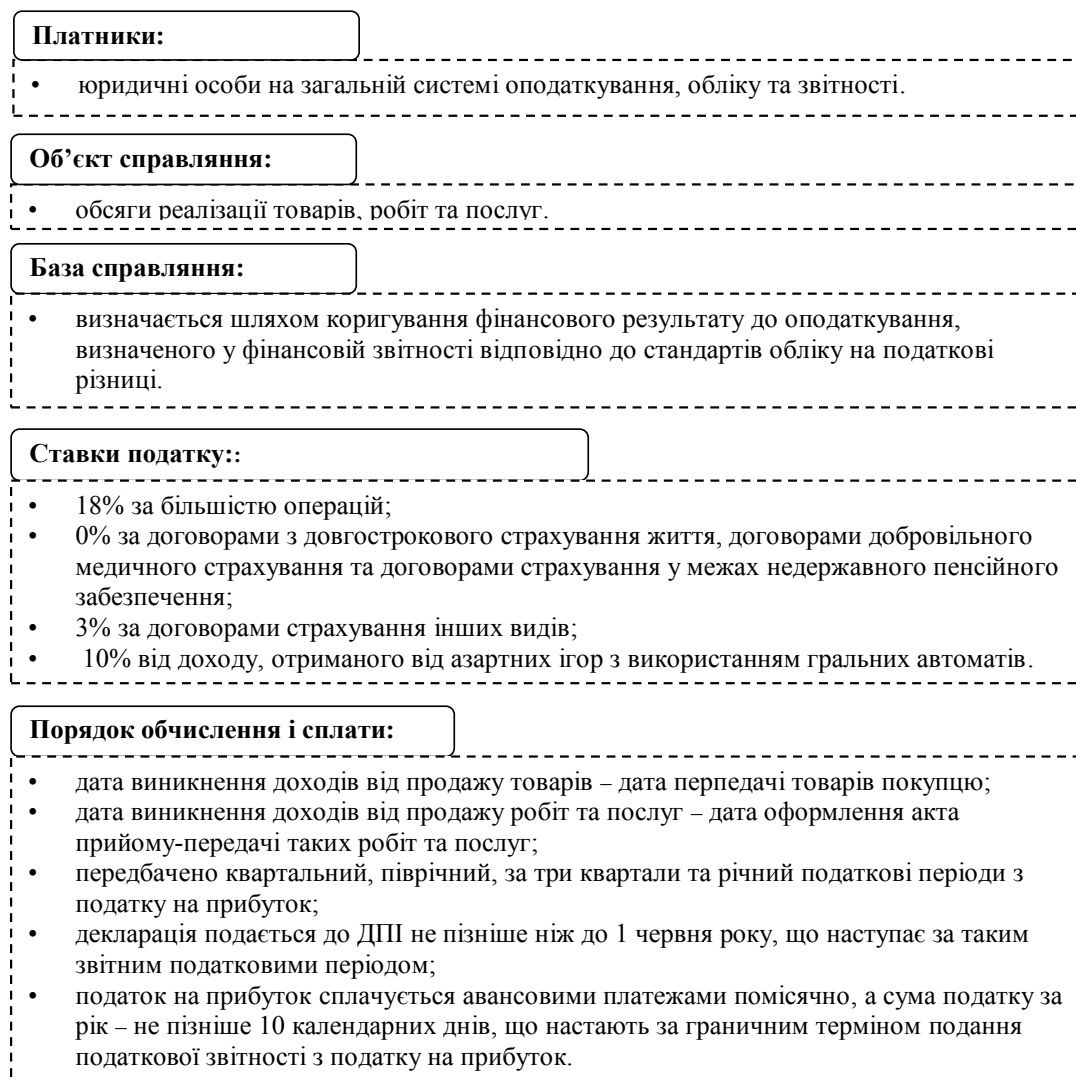 Платники:
• юридичні особи на загальній системі оподаткування, обліку та звітності.
Об’єкт справляння:
• обсяги реалізації товарів, робіт та послуг.
База справляння:
• визначається шляхом коригування фінансового результату до оподаткування,
визначеного у фінансовій звітності відповідно до стандартів обліку на податкові
різниці.
Ставки податку::
• 18% за більшістю операцій;
• 0% за договорами з довгострокового страхування життя, договорами добровільного
медичного страхування та договорами страхування у межах недержавного пенсійного
забезпечення;
• 3% за договорами страхування інших видів;
• 10% від доходу, отриманого від азартних ігор з використанням гральних автоматів.
Порядок обчислення і сплати:
• дата виникнення доходів від продажу товарів – дата перпедачі товарів покупцю;
• дата виникнення доходів від продажу робіт та послуг – дата оформлення акта
прийому-передачі таких робіт та послуг;
• передбачено квартальний, піврічний, за три квартали та річний податкові періоди з
податку на прибуток;
• декларація подається до ДПІ не пізніше ніж до 1 червня року, що наступає за таким
звітним податковими періодом;
• податок на прибуток сплачується авансовими платежами помісячно, а сума податку за
рік – не пізніше 10 календарних днів, що настають за граничним терміном подання
податкової звітності з податку на прибуток.